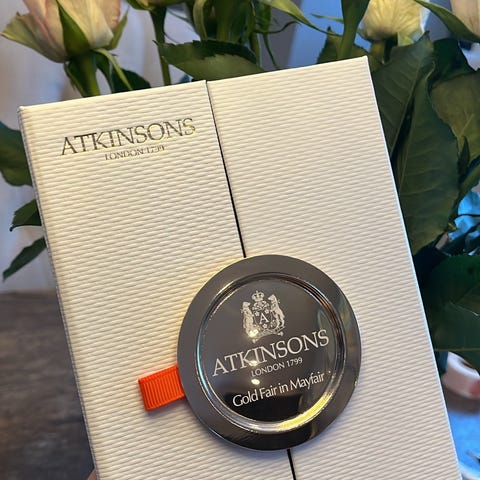 ATKINSONS
LONDON 1799
A
ATKINSONS
LONDON 1799
Gold Fair in Mayfair